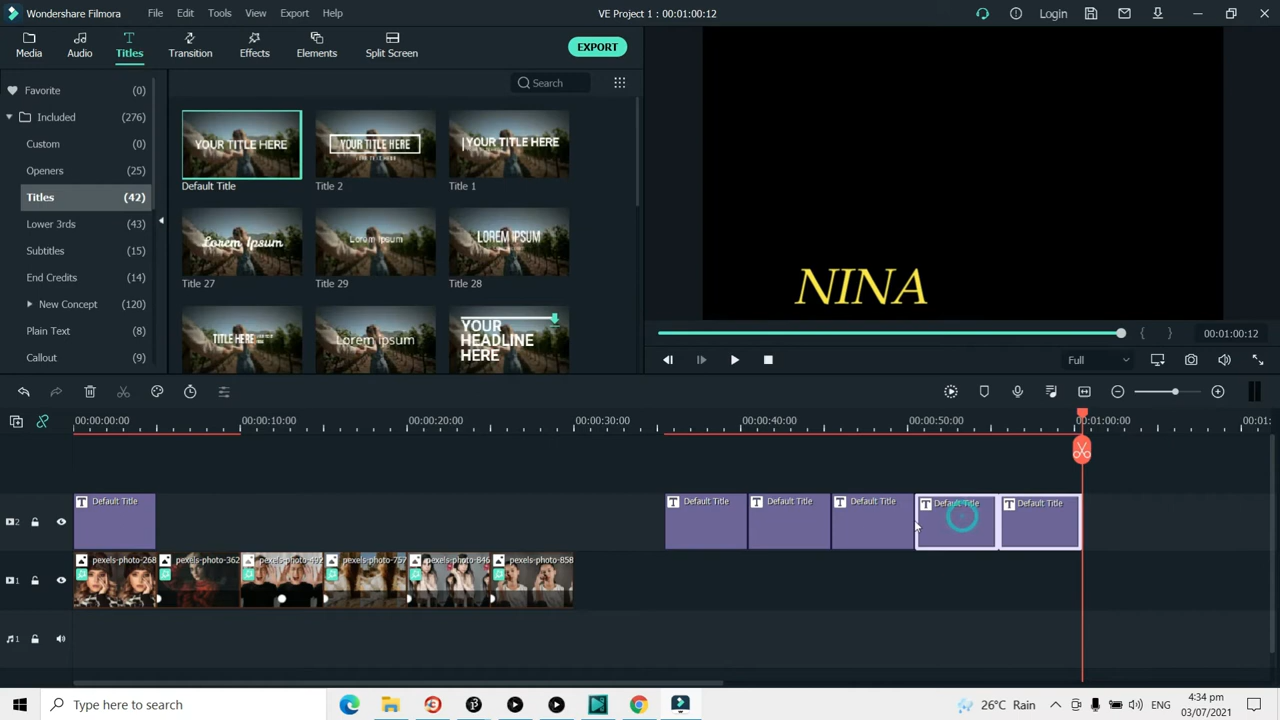 Wondershare Filmora File Edit Tools View Export Help VE Project 1 : 00:01:00:12 Login
Media Audio Titles Transition Effects Elements Split Screen EXPORT
Favorite (0)
Included (276)
Custom (0)
Openers (25)
Titles (42)
Lower 3rds (43)
Subtitles (15)
End Credits (14)
New Concept (120)
Plain Text (8)
Callout (9)
Search
YOUR TITLE HERE YOUR TITLE HERE YOUR TITLE HERE
Default Title Title 2 Title 1
Lorem Ipsum Lorem Ipsum LOREM IPSUM
Title 27 Title 29 Title 28
TITLE HERE Lorem ipsum YOUR
HEADLINE
HERE
NINA
00:01:00:12
Full
00:00:00:00 00:00:10:00 00:00:20:00 00:00:30:00 00:00:40:00 00:00:50:00 00:01:00:00 00:01:
Default Title Default Title Default Title Default Title Default Title Default Title
2
pexels-photo-268 pexels-photo-362 pexels-photo-492 pexels-photo-757 pexels-photo-846 pexels-photo-858
1
1
Type here to search
26°C Rain
ENG
4:34 pm
03/07/2021